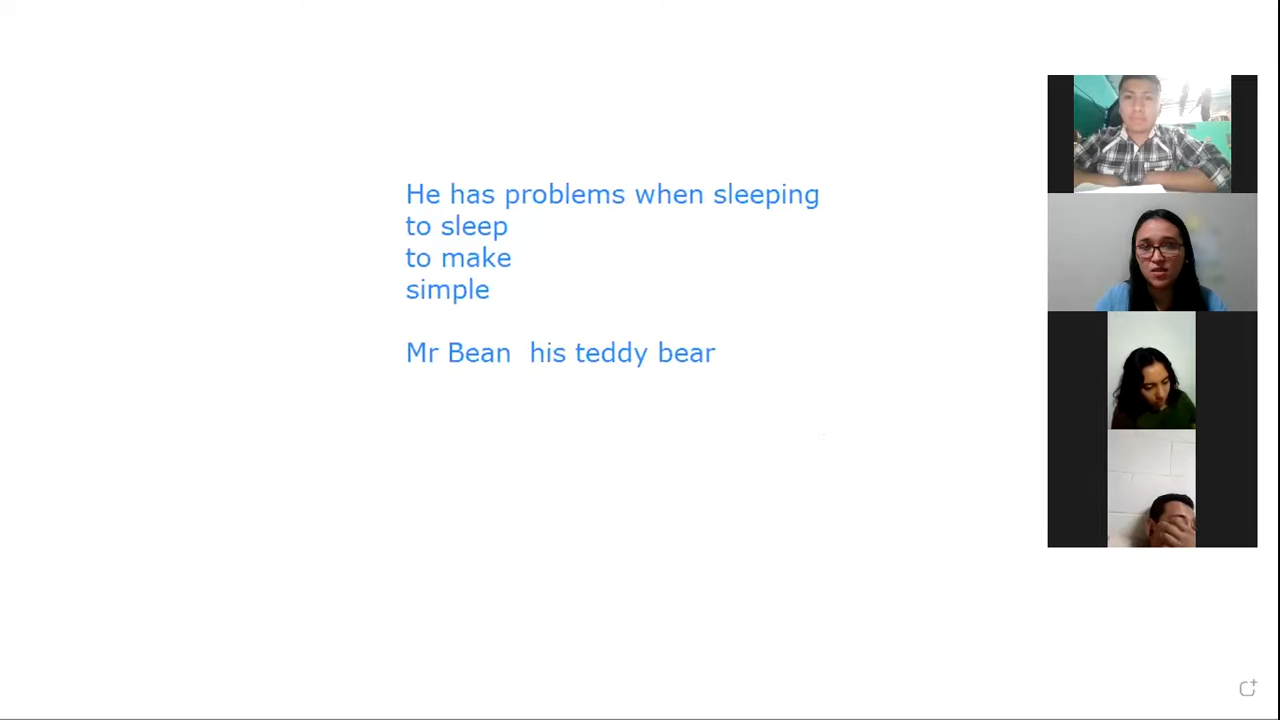 He has problems when sleeping
to sleep
to make
simple
Mr Bean  his teddy bear